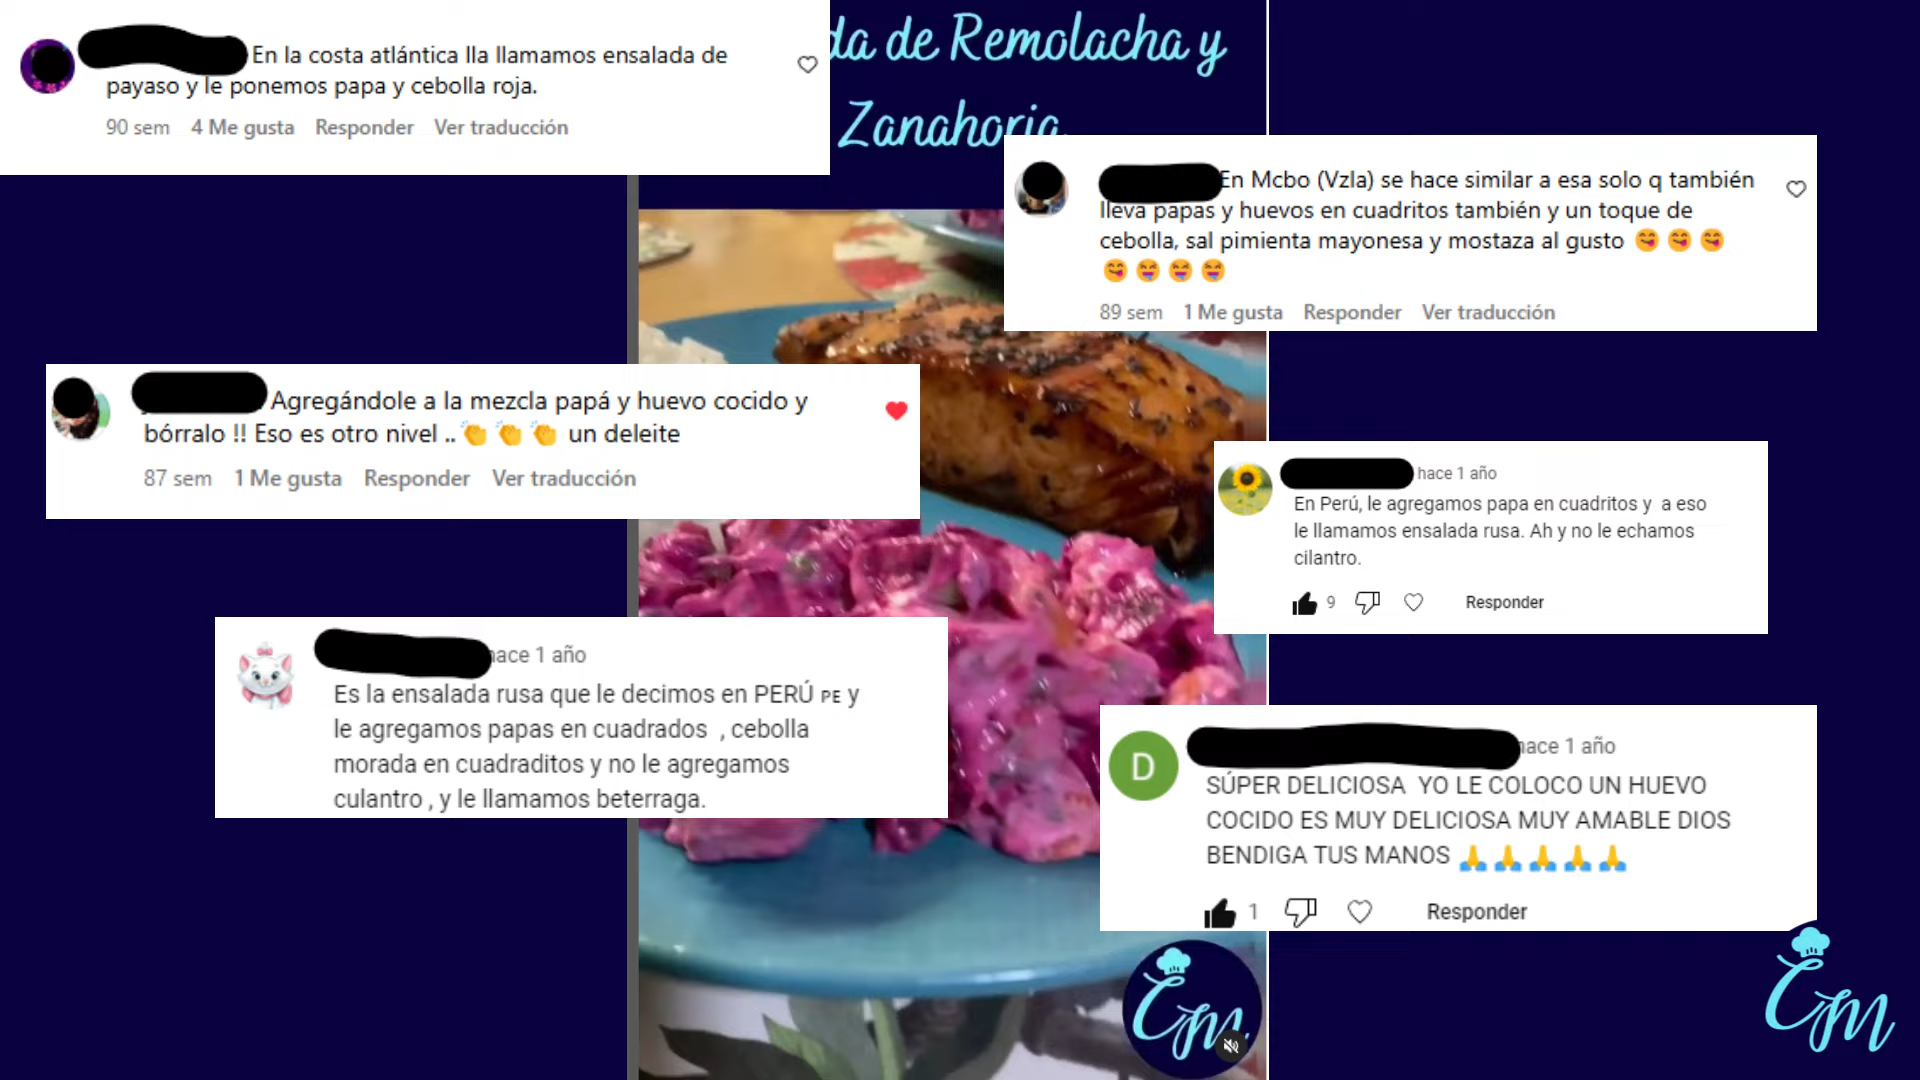 En la costa atlántica lla llamamos ensalada de
payaso y le ponemos papa y cebolla roja.
90 sem 4 Me gusta Responder Ver traducción
de Remolacha y
Zanahoria
En Mcbo (Vzla) se hace similar a esa solo q también
lleva papas y huevos en cuadritos también y un toque de
cebolla, sal pimienta mayonesa y mostaza al gusto 😋 😋 😋
😋 😝 😝 😝
89 sem 1 Me gusta Responder Ver traducción
Agregándole a la mezcla papá y huevo cocido y
bórralo !! Eso es otro nivel .. 👏 👏 👏 un deleite
87 sem 1 Me gusta Responder Ver traducción
hace 1 año
En Perú, le agregamos papa en cuadritos y a eso
le llamamos ensalada rusa. Ah y no le echamos
cilantro.
9 Responder
hace 1 año
Es la ensalada rusa que le decimos en PERÚ PE y
le agregamos papas en cuadrados , cebolla
morada en cuadraditos y no le agregamos
culantro , y le llamamos beterraga.
D
hace 1 año
SÚPER DELICIOSA YO LE COLOCO UN HUEVO
COCIDO ES MUY DELICIOSA MUY AMABLE DIOS
BENDIGA TUS MANOS 🙏 🙏 🙏 🙏 🙏
1 Responder
Cm
Cm